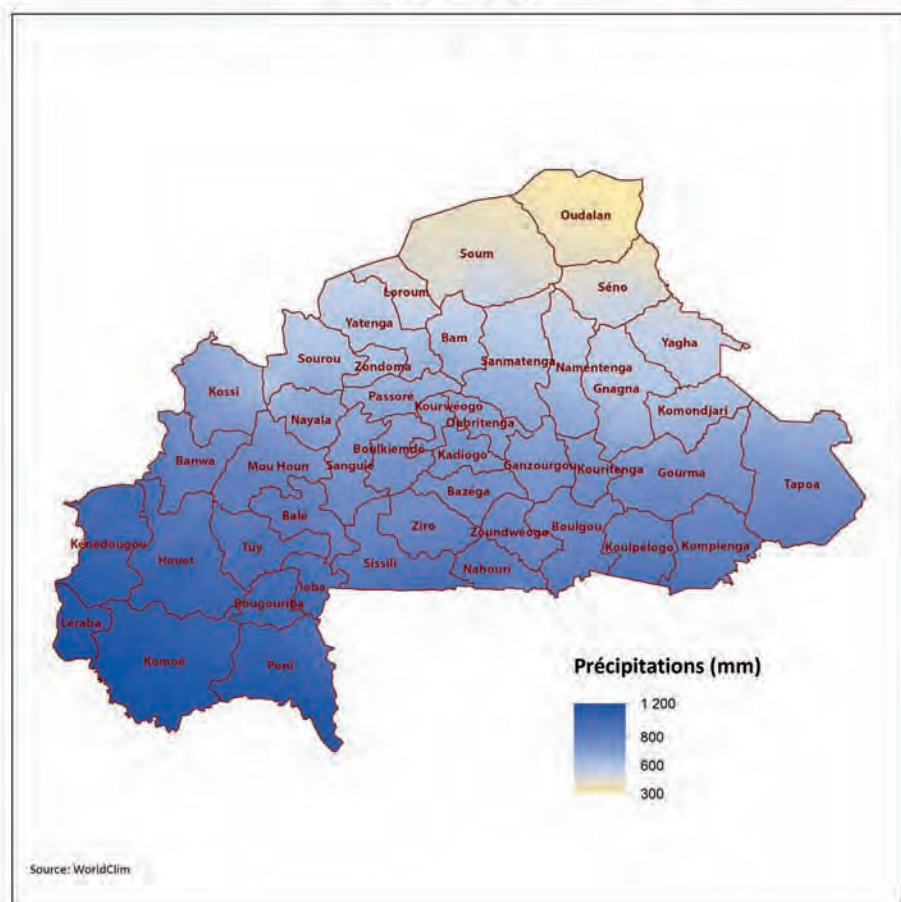 Oudalan
Soum
Séno
Loroum
Yatenga
Bam
Yagha
Sourou
Zondoma
Sanmatenga
Namentenga
Kossi
Passoré
Gnagna
Kourwéogo
Komondjari
Nayala
Oubritenga
Boulkiemdé
Kadiogo
Banwa
Mou Houn
Sanguié
Ganzourgou
Kouritenga
Gourma
Tapoa
Bazéga
Balé
Ziro
Zoundwéogo
Boulgou
Kénédougou
Houet
Tuy
Koulpélogo
Kompienga
Sissili
Nahouri
Ioba
Bougouriba
Léraba
Komoé
Poni
Précipitations (mm)
1 200
800
600
300
Source: WorldClim